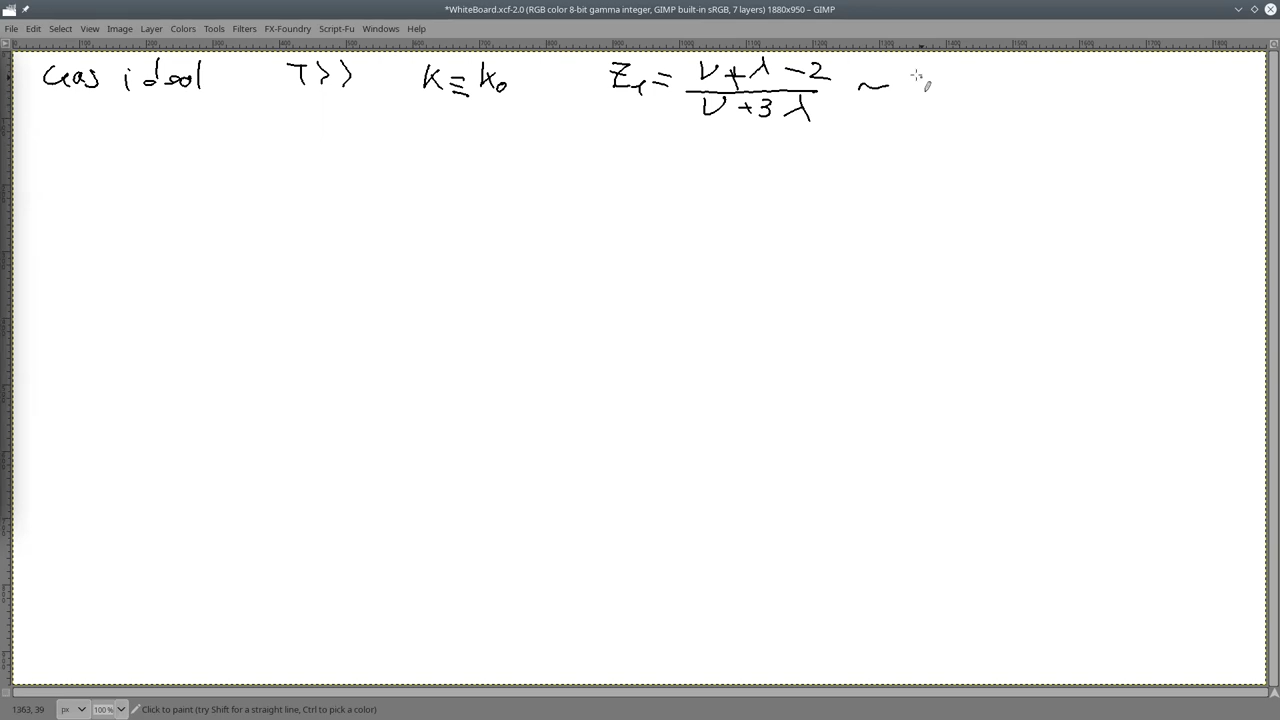 *WhiteBoard.xcf-2.0 (RGB color 8-bit gamma integer, GIMP built-in sRGB, 7 layers) 1880x950 – GIMP
File Edit Select View Image Layer Colors Tools Filters FX-Foundry Script-Fu Windows Help
Gas ideal T>> K ≡ K₀ Z_t = (ν + λ - 2) / (ν + 3 λ) ~
1363, 39 px 100% Click to paint (try Shift for a straight line, Ctrl to pick a color)